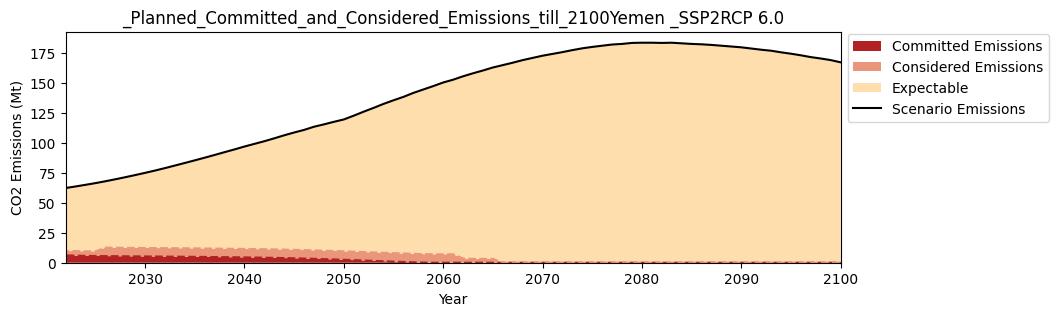 _Planned_Committed_and_Considered_Emissions_till_2100Yemen _SSP2RCP 6.0
CO2 Emissions (Mt)
175
150
125
100
75
50
25
0
2030 2040 2050 2060 2070 2080 2090 2100
Year
Committed Emissions
Considered Emissions
Expectable
Scenario Emissions